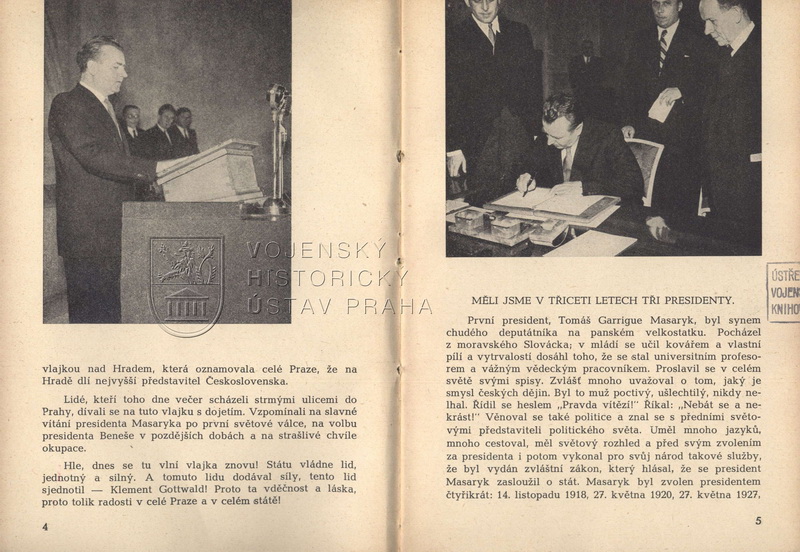 VOJENSKÝ
HISTORICKÝ
ÚSTAV PRAHA
vlajkou nad Hradem, která oznamovala celé Praze, že na
Hradě dlí nejvyšší představitel Československa.
Lidé, kteří toho dne večer scházeli strmými ulicemi do
Prahy, dívali se na tuto vlajku s dojetím. Vzpomínali na slavné
vítání presidenta Masaryka po první světové válce, na volbu
presidenta Beneše v pozdějších dobách a na strašlivé chvíle
okupace.
Hle, dnes se tu vlní vlajka znovu! Státu vládne lid,
jednotný a silný. A tomuto lidu dodával síly, tento lid
sjednotil — Klement Gottwald! Proto ta vděčnost a láska,
proto tolik radosti v celé Praze a v celém státě!
4
MĚLI JSME V TŘICETI LETECH TŘI PRESIDENTY.
První president, Tomáš Garrigue Masaryk, byl synem
chudého deputátníka na panském velkostatku. Pocházel
z moravského Slovácka; v mládí se učil kovářem a vlastní
pílí a vytrvalostí dosáhl toho, že se stal universitním profeso-
rem a vážným vědeckým pracovníkem. Proslavil se v celém
světě svými spisy. Zvlášť mnoho uvažoval o tom, jaký je
smysl českých dějin. Byl to muž poctivý, ušlechtilý, nikdy ne-
lhal. Řídil se heslem „Pravda vítězí!" Říkal: „Nebát se a ne-
krást!" Věnoval se také politice a znal se s předními světo-
vými představiteli politického světa. Uměl mnoho jazyků,
mnoho cestoval, měl světový rozhled a před svým zvolením
za presidenta i potom vykonal pro svůj národ takové služby,
že byl vydán zvláštní zákon, který hlásal, že se president
Masaryk zasloužil o stát. Masaryk byl zvolen presidentem
čtyřikrát: 14. listopadu 1918, 27. května 1920, 27. května 1927,
5
ÚSTŘE
VOJEN
KNIHO